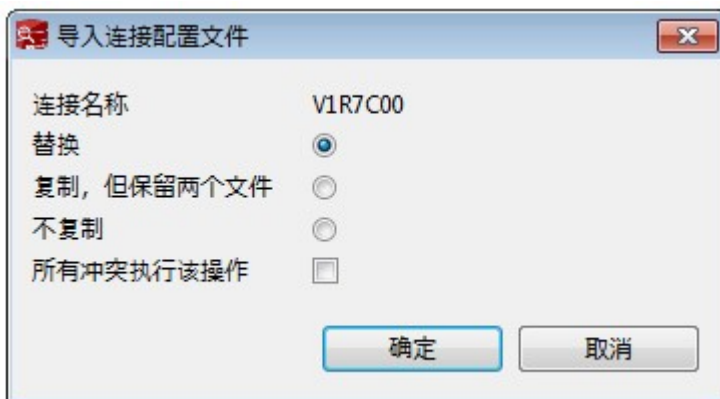 导入连接配置文件
连接名称 V1R7C00
替换
复制，但保留两个文件
不复制
所有冲突执行该操作
确定 取消